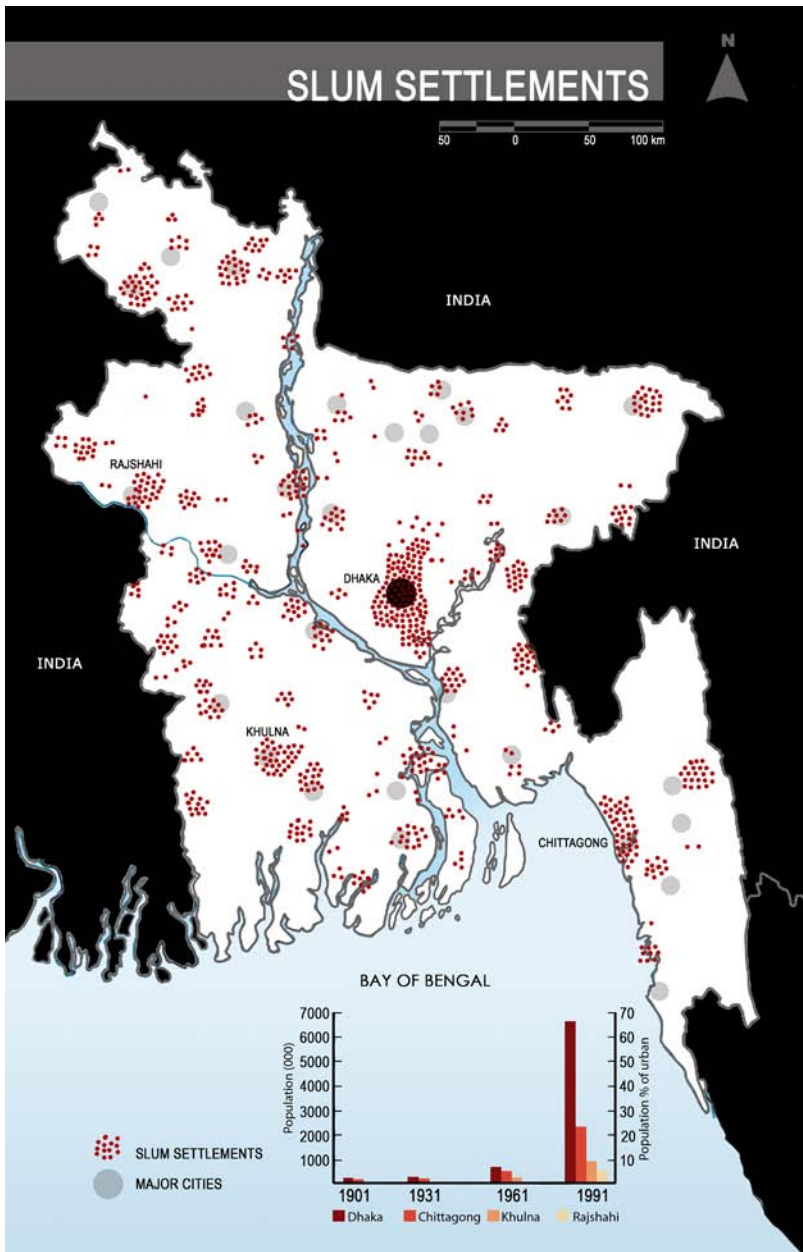 N
SLUM SETTLEMENTS
50 0 50 100 km
INDIA
RAJSHAHI
INDIA
DHAKA
INDIA
KHULNA
CHITTAGONG
BAY OF BENGAL
7000 70
6000 60
5000 50
4000 40
3000 30
2000 20
1000 10
Population (000)
Population % of urban
1901 1931 1961 1991
Dhaka Chittagong Khulna Rajshahi
SLUM SETTLEMENTS
MAJOR CITIES